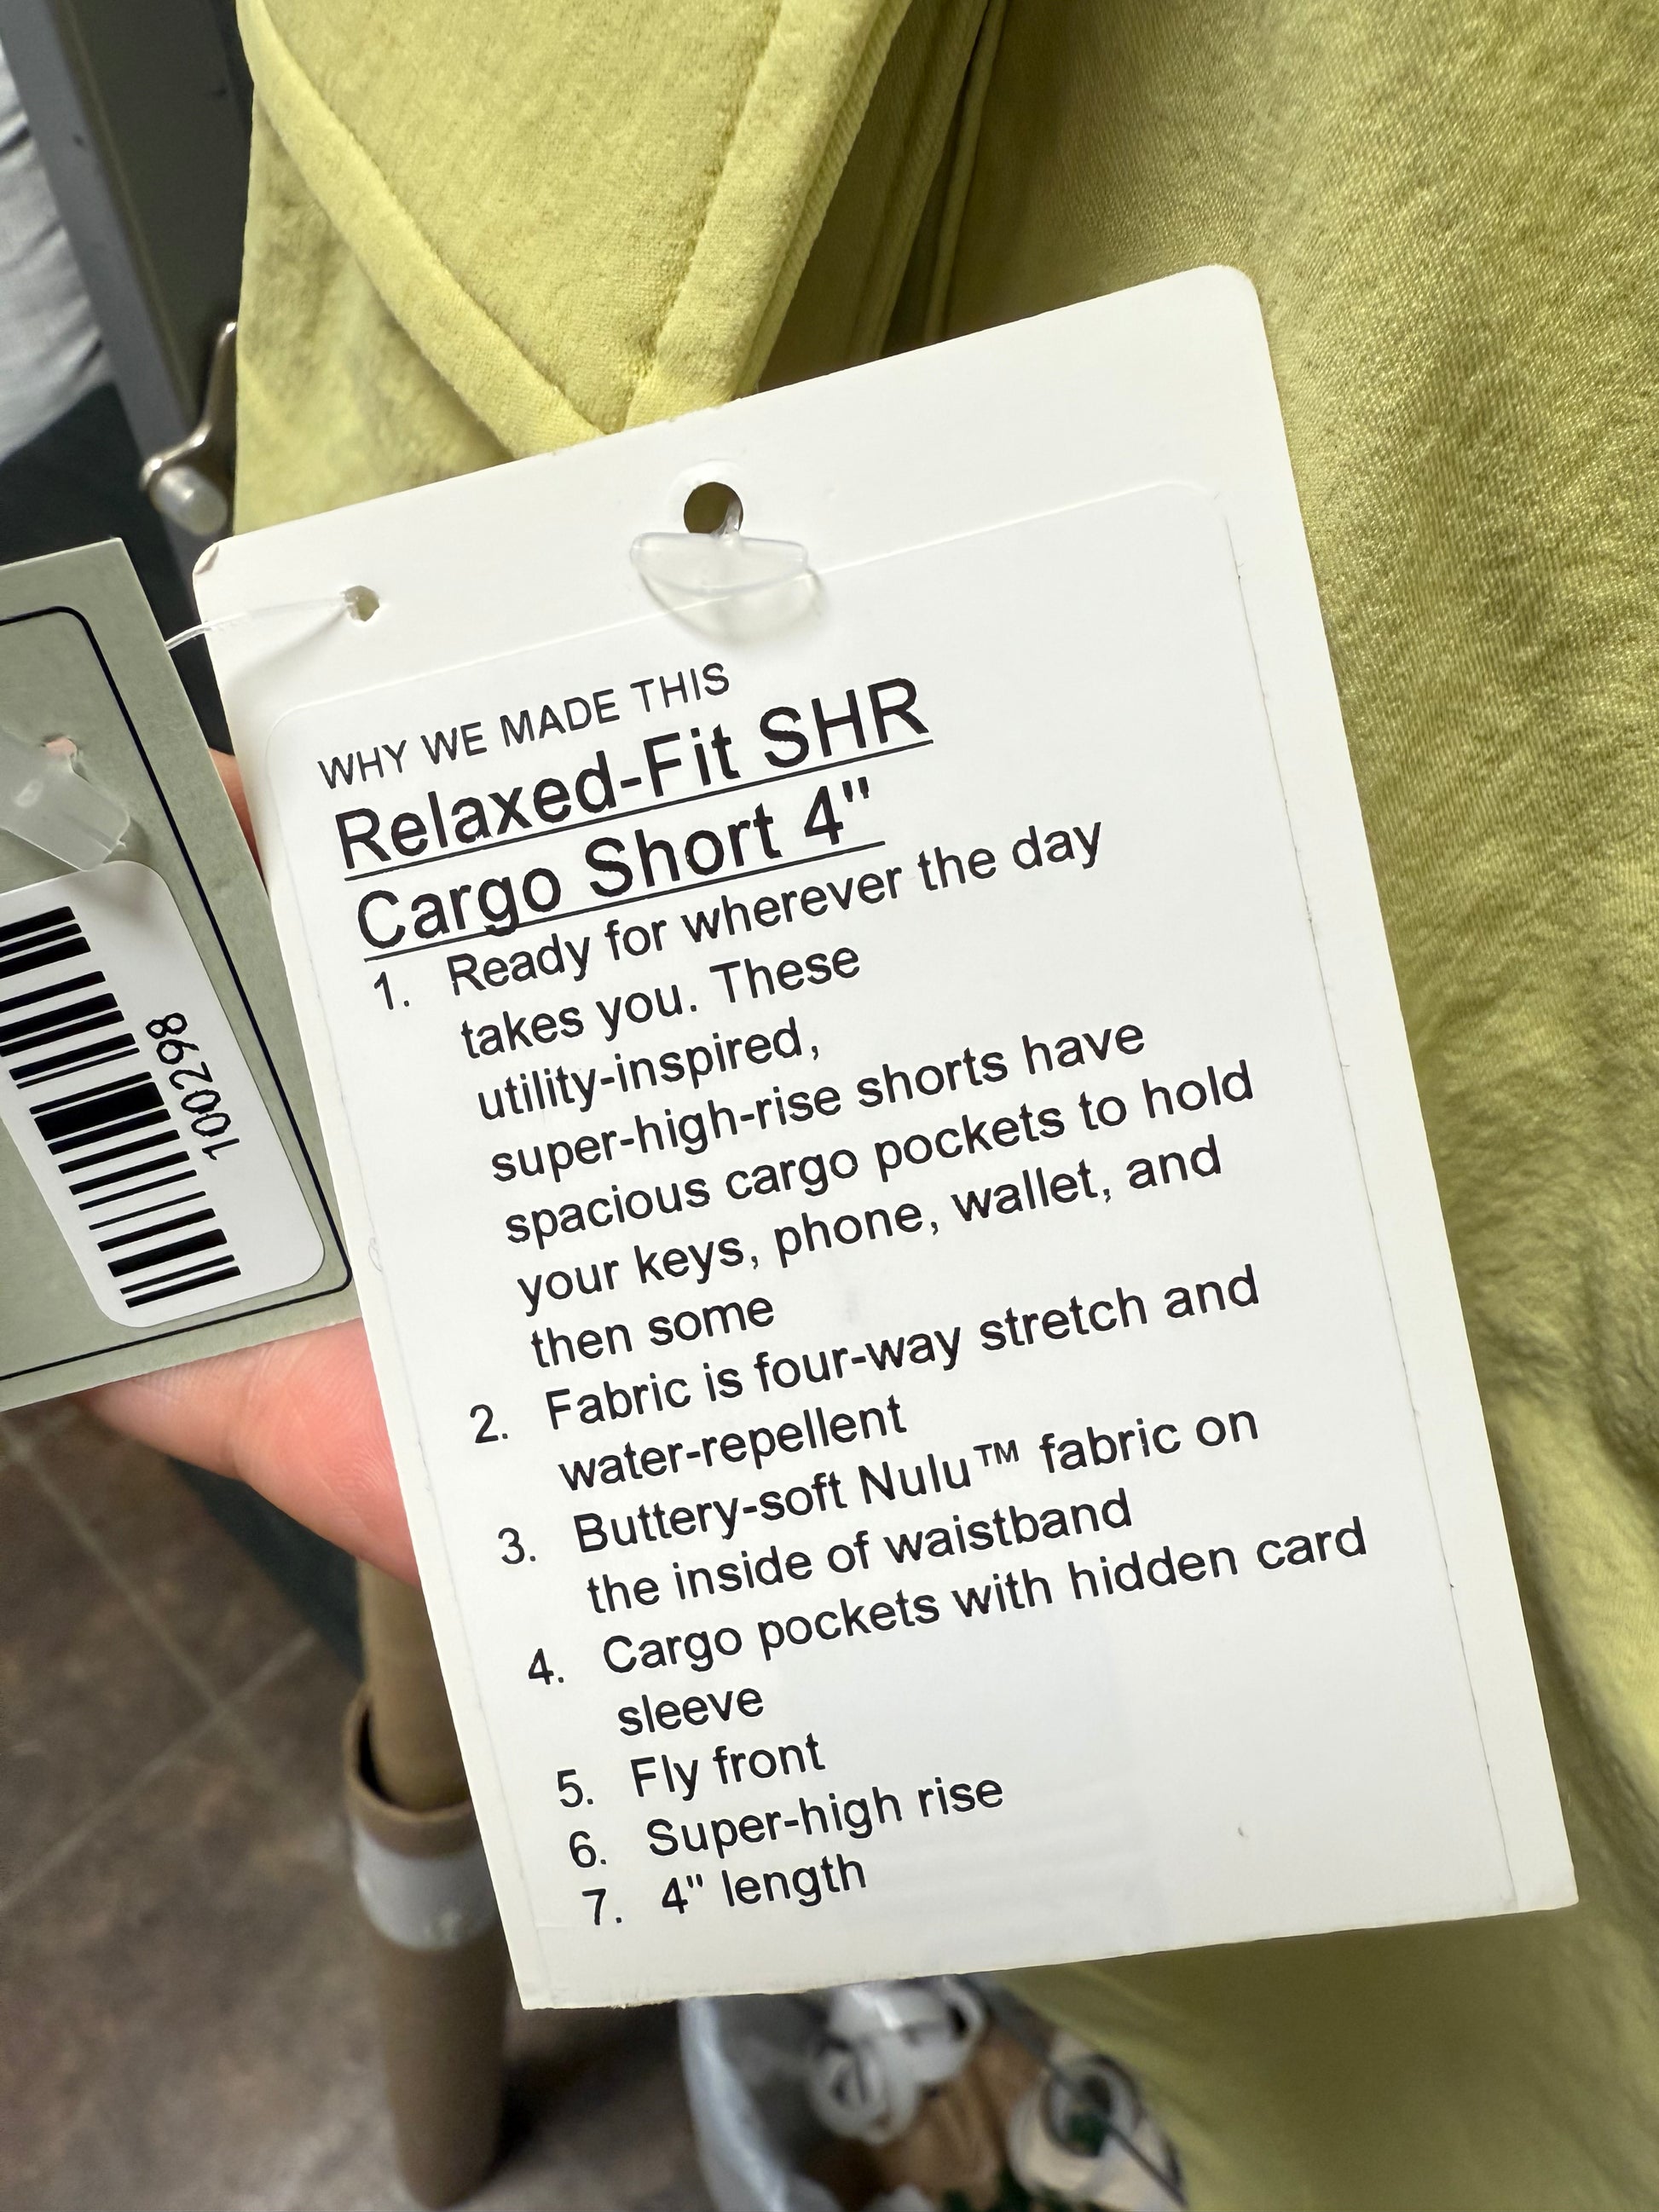 WHY WE MADE THIS
Relaxed-Fit SHR
Cargo Short 4"
1. Ready for wherever the day
takes you. These
utility-inspired,
super-high-rise shorts have
spacious cargo pockets to hold
your keys, phone, wallet, and
then some
2. Fabric is four-way stretch and
water-repellent
3. Buttery-soft Nulu™ fabric on
the inside of waistband
4. Cargo pockets with hidden card
sleeve
5. Fly front
6. Super-high rise
7. 4" length
100298